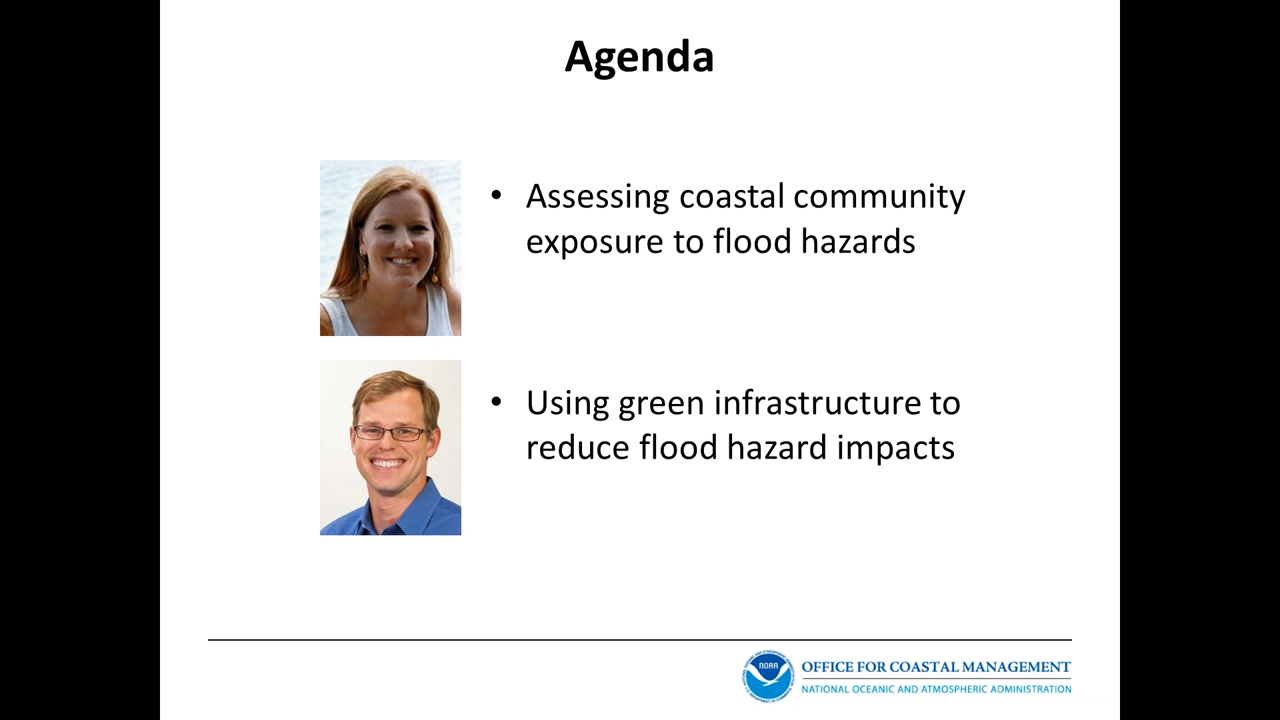 Agenda
• Assessing coastal community
exposure to flood hazards
• Using green infrastructure to
reduce flood hazard impacts
NOAA
OFFICE FOR COASTAL MANAGEMENT
NATIONAL OCEANIC AND ATMOSPHERIC ADMINISTRATION